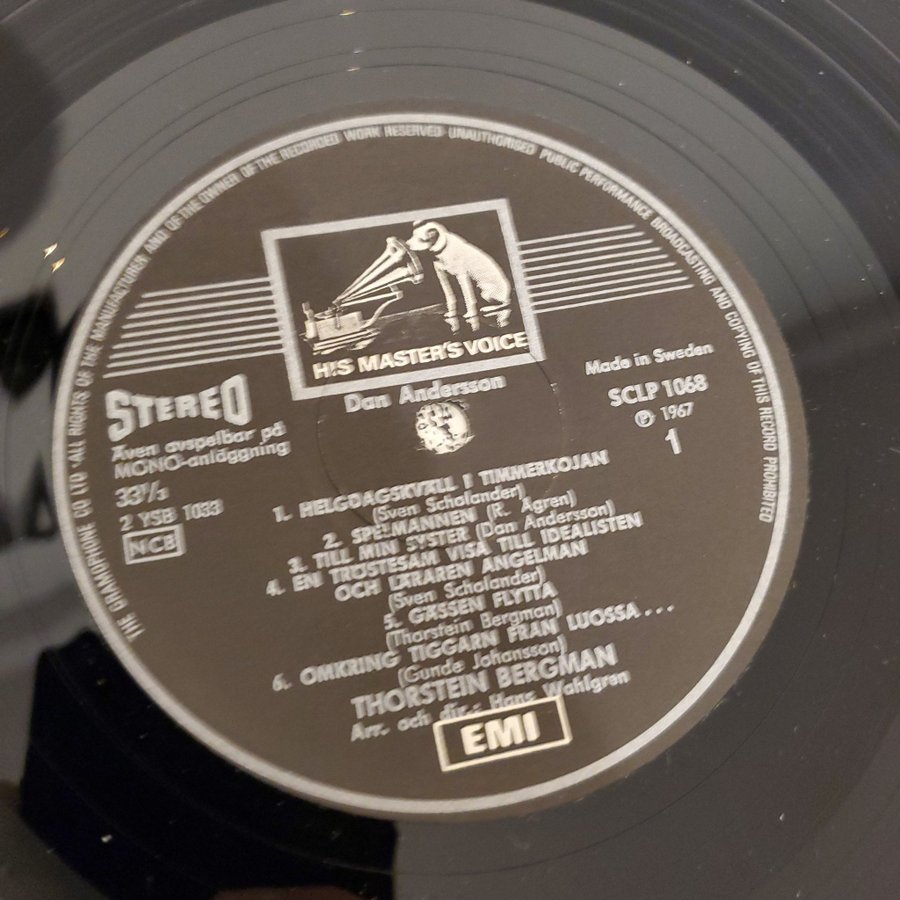 THE GRAMOPHONE CO LTD · ALL RIGHTS OF THE MANUFACTURER AND OF THE OWNER OF THE RECORDED WORK RESERVED UNAUTHORISED PUBLIC PERFORMANCE BROADCASTING AND COPYING OF THIS RECORD PROHIBITED
HIS MASTER'S VOICE
Dan Andersson
Made in Sweden
SCLP 1068
℗ 1967
1
STEREO
Även avspelbar på
MONO-anläggning
33⅓
2 YSB 1033
NCB
1. HELGDAGSKVÄLL I TIMMERKOJAN
(Sven Scholander)
2. SPELMANNEN (R. Ågren)
3. TILL MIN SYSTER (Dan Andersson)
4. EN TRÖSTESAM VISA TILL IDEALISTEN
OCH LÄRAREN ÄNGELMAN
(Sven Scholander)
5. GÄSSEN FLYTTA
(Thorstein Bergman)
6. OMKRING TIGGARN FRÅN LUOSSA...
(Gunde Johansson)
THORSTEIN BERGMAN
Arr. och dir.: Hans Wahlgren
EMI